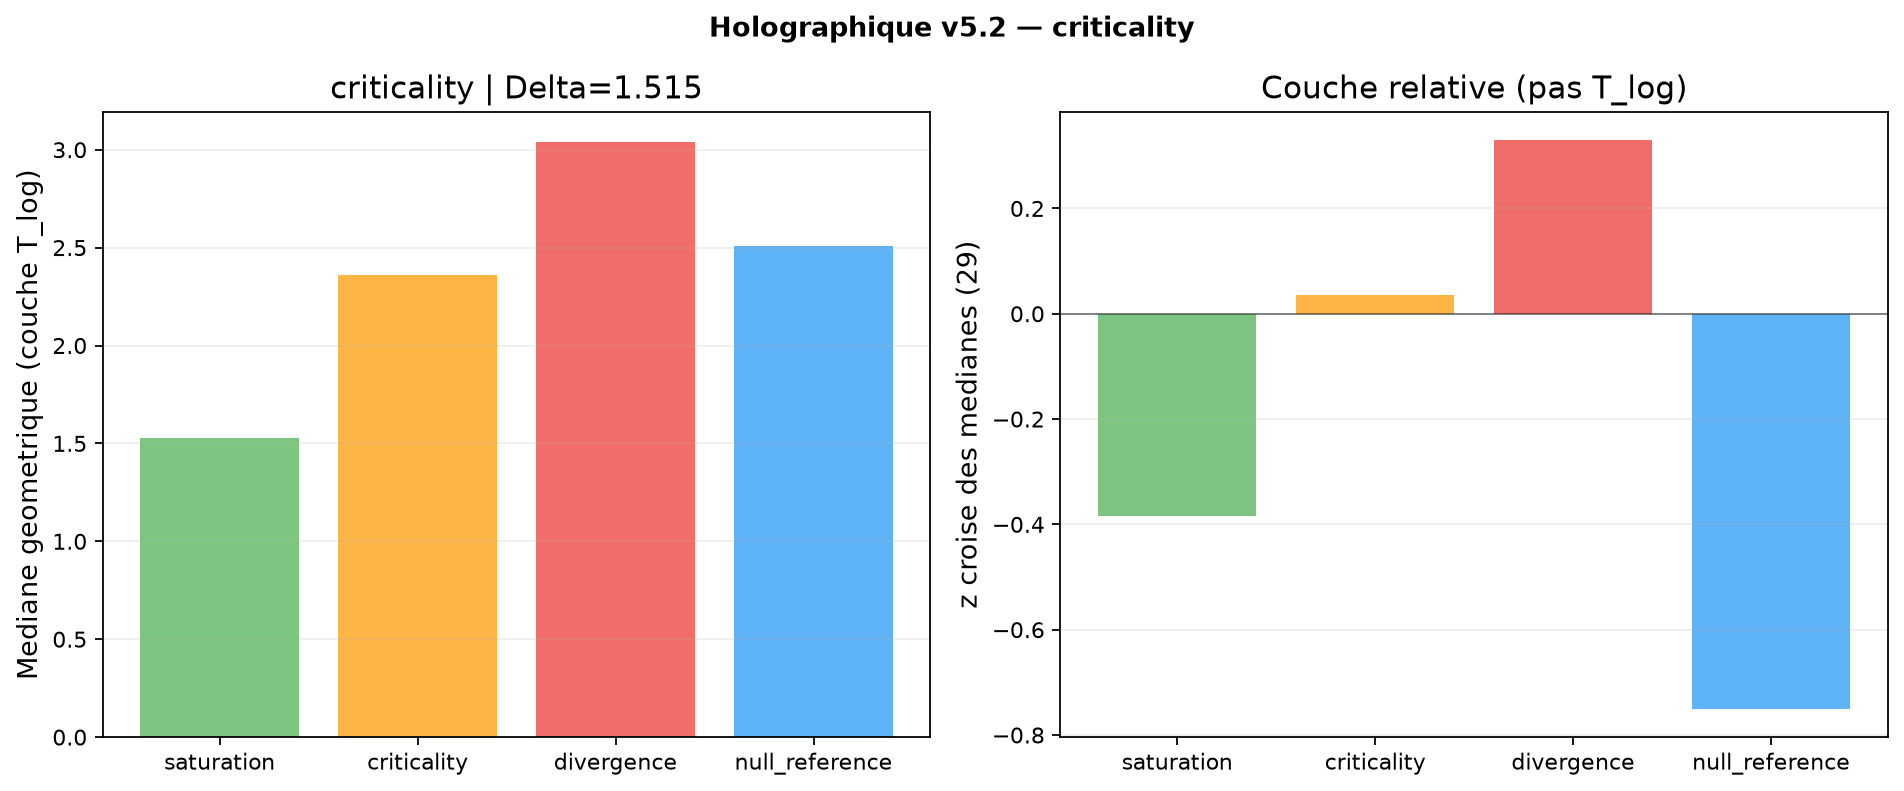 Holographique v5.2 — criticality
criticality | Delta=1.515
Mediane geometrique (couche T_log)
3.0
2.5
2.0
1.5
1.0
0.5
0.0
saturation
criticality
divergence
null_reference
Couche relative (pas T_log)
z croise des medianes (29)
0.2
0.0
−0.2
−0.4
−0.6
−0.8
saturation
criticality
divergence
null_reference